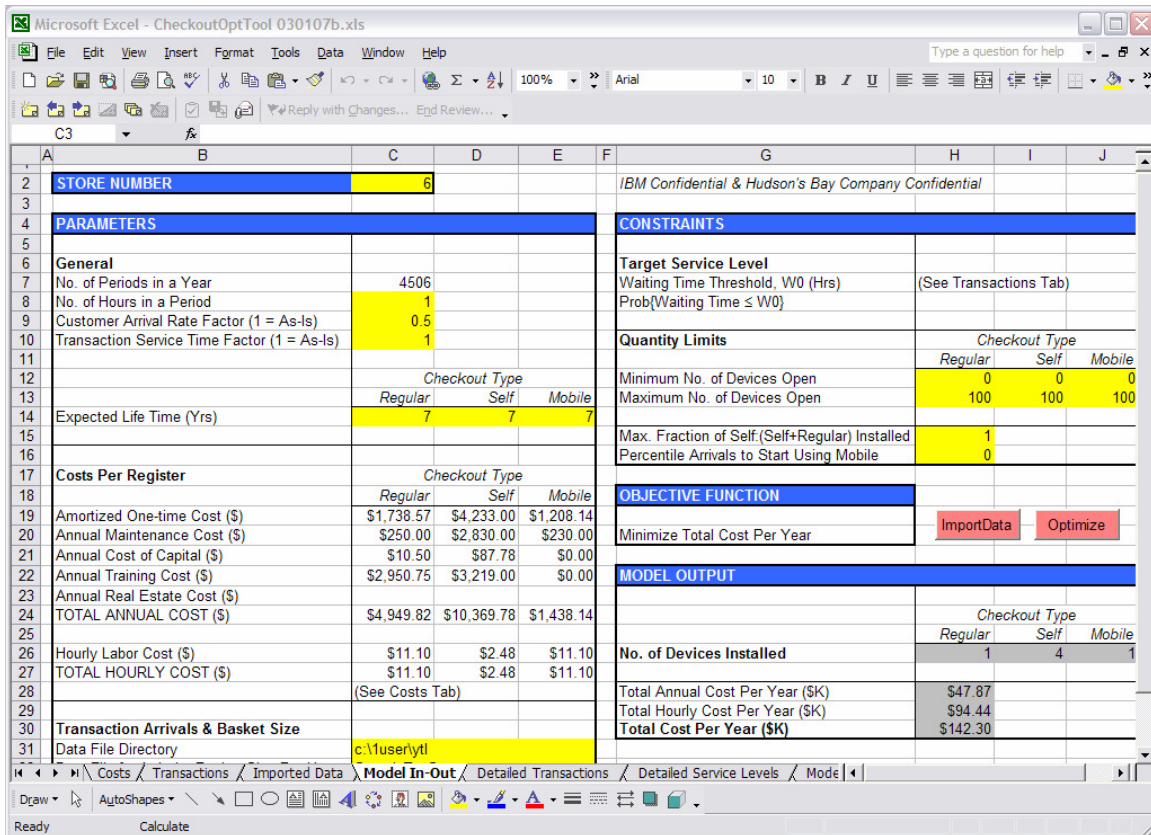 Microsoft Excel - CheckoutOptTool 030107b.xls
File Edit View Insert Format Tools Data Window Help Type a question for help
100% Arial 10 B I U
Reply with Changes... End Review...
C3 fx
A B C D E F G H I J
2 STORE NUMBER 6 IBM Confidential & Hudson's Bay Company Confidential
3
4 PARAMETERS CONSTRAINTS
5
6 General Target Service Level
7 No. of Periods in a Year 4506 Waiting Time Threshold, W0 (Hrs) (See Transactions Tab)
8 No. of Hours in a Period 1 Prob{Waiting Time ≤ W0}
9 Customer Arrival Rate Factor (1 = As-Is) 0.5
10 Transaction Service Time Factor (1 = As-Is) 1 Quantity Limits Checkout Type
11 Regular Self Mobile
12 Checkout Type Minimum No. of Devices Open 0 0 0
13 Regular Self Mobile Maximum No. of Devices Open 100 100 100
14 Expected Life Time (Yrs) 7 7 7
15 Max. Fraction of Self:(Self+Regular) Installed 1
16 Percentile Arrivals to Start Using Mobile 0
17 Costs Per Register Checkout Type
18 Regular Self Mobile OBJECTIVE FUNCTION
19 Amortized One-time Cost ($) $1,738.57 $4,233.00 $1,208.14 ImportData Optimize
20 Annual Maintenance Cost ($) $250.00 $2,830.00 $230.00 Minimize Total Cost Per Year
21 Annual Cost of Capital ($) $10.50 $87.78 $0.00
22 Annual Training Cost ($) $2,950.75 $3,219.00 $0.00 MODEL OUTPUT
23 Annual Real Estate Cost ($)
24 TOTAL ANNUAL COST ($) $4,949.82 $10,369.78 $1,438.14 Checkout Type
25 Regular Self Mobile
26 Hourly Labor Cost ($) $11.10 $2.48 $11.10 No. of Devices Installed 1 4 1
27 TOTAL HOURLY COST ($) $11.10 $2.48 $11.10
28 (See Costs Tab) Total Annual Cost Per Year ($K) $47.87
29 Total Hourly Cost Per Year ($K) $94.44
30 Transaction Arrivals & Basket Size Total Cost Per Year ($K) $142.30
31 Data File Directory c:\1user\ytl
Costs Transactions Imported Data Model In-Out Detailed Transactions Detailed Service Levels Mode
Draw AutoShapes
Ready Calculate